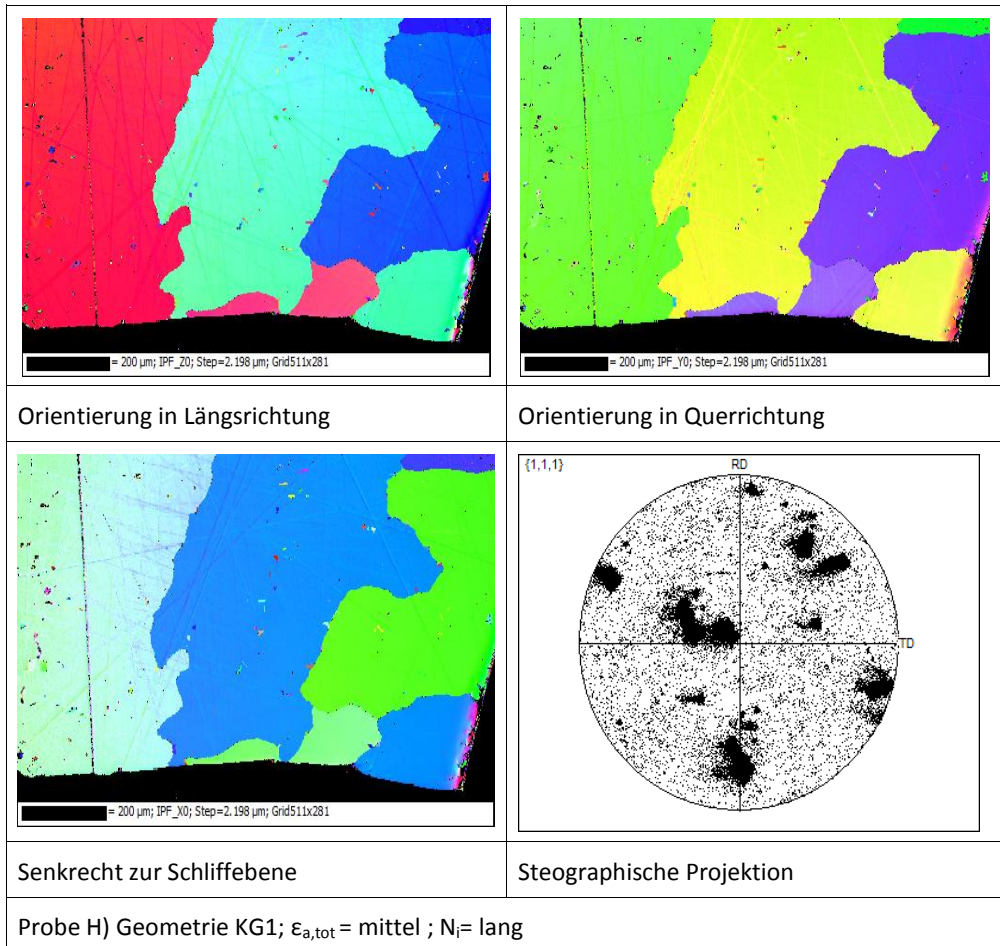 = 200 µm; IPF_Z0; Step=2.198 µm; Grid511x281
= 200 µm; IPF_Y0; Step=2.198 µm; Grid511x281
Orientierung in Längsrichtung
Orientierung in Querrichtung
= 200 µm; IPF_X0; Step=2.198 µm; Grid511x281
{1,1,1}
RD
TD
Senkrecht zur Schliffebene
Steographische Projektion
Probe H) Geometrie KG1; εa,tot = mittel ; Ni= lang